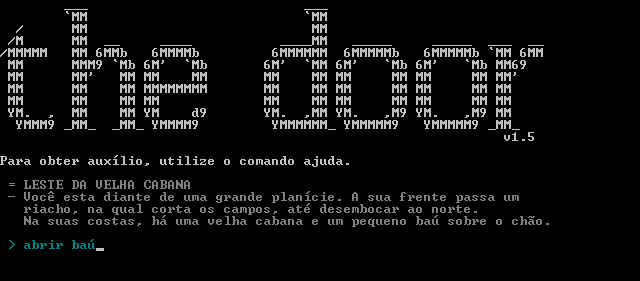 the door
v1.5
Para obter auxílio, utilize o comando ajuda.
= LESTE DA VELHA CABANA
- Você esta diante de uma grande planície. A sua frente passa um
riacho, na qual corta os campos, até desembocar ao norte.
Na suas costas, há uma velha cabana e um pequeno baú sobre o chão.
> abrir baú_